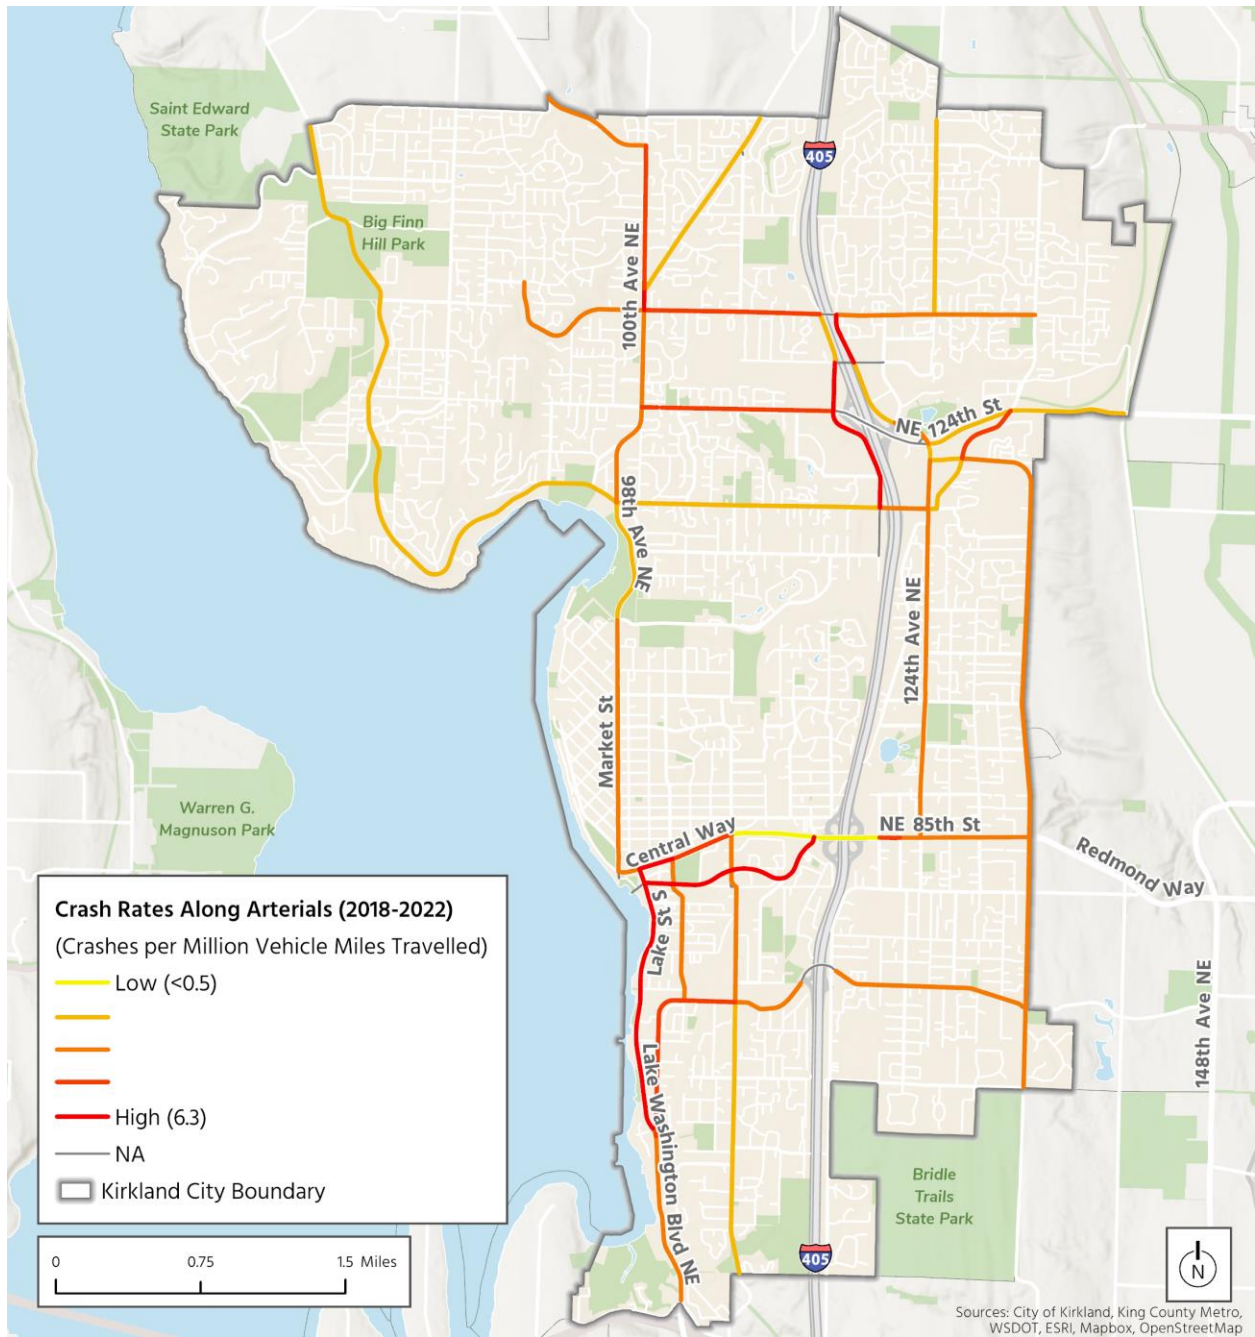 Saint Edward
State Park
405
Big Finn
Hill Park
100th Ave NE
NE 124th St
98th Ave NE
124th Ave NE
Market St
Warren G.
Magnuson Park
Central Way
NE 85th St
Redmond Way
Lake St S
148th Ave NE
Lake Washington Blvd NE
Bridle
Trails
State Park
405
Crash Rates Along Arterials (2018-2022)
(Crashes per Million Vehicle Miles Travelled)
Low (<0.5)
High (6.3)
NA
Kirkland City Boundary
0 0.75 1.5 Miles
N
Sources: City of Kirkland, King County Metro,
WSDOT, ESRI, Mapbox, OpenStreetMap